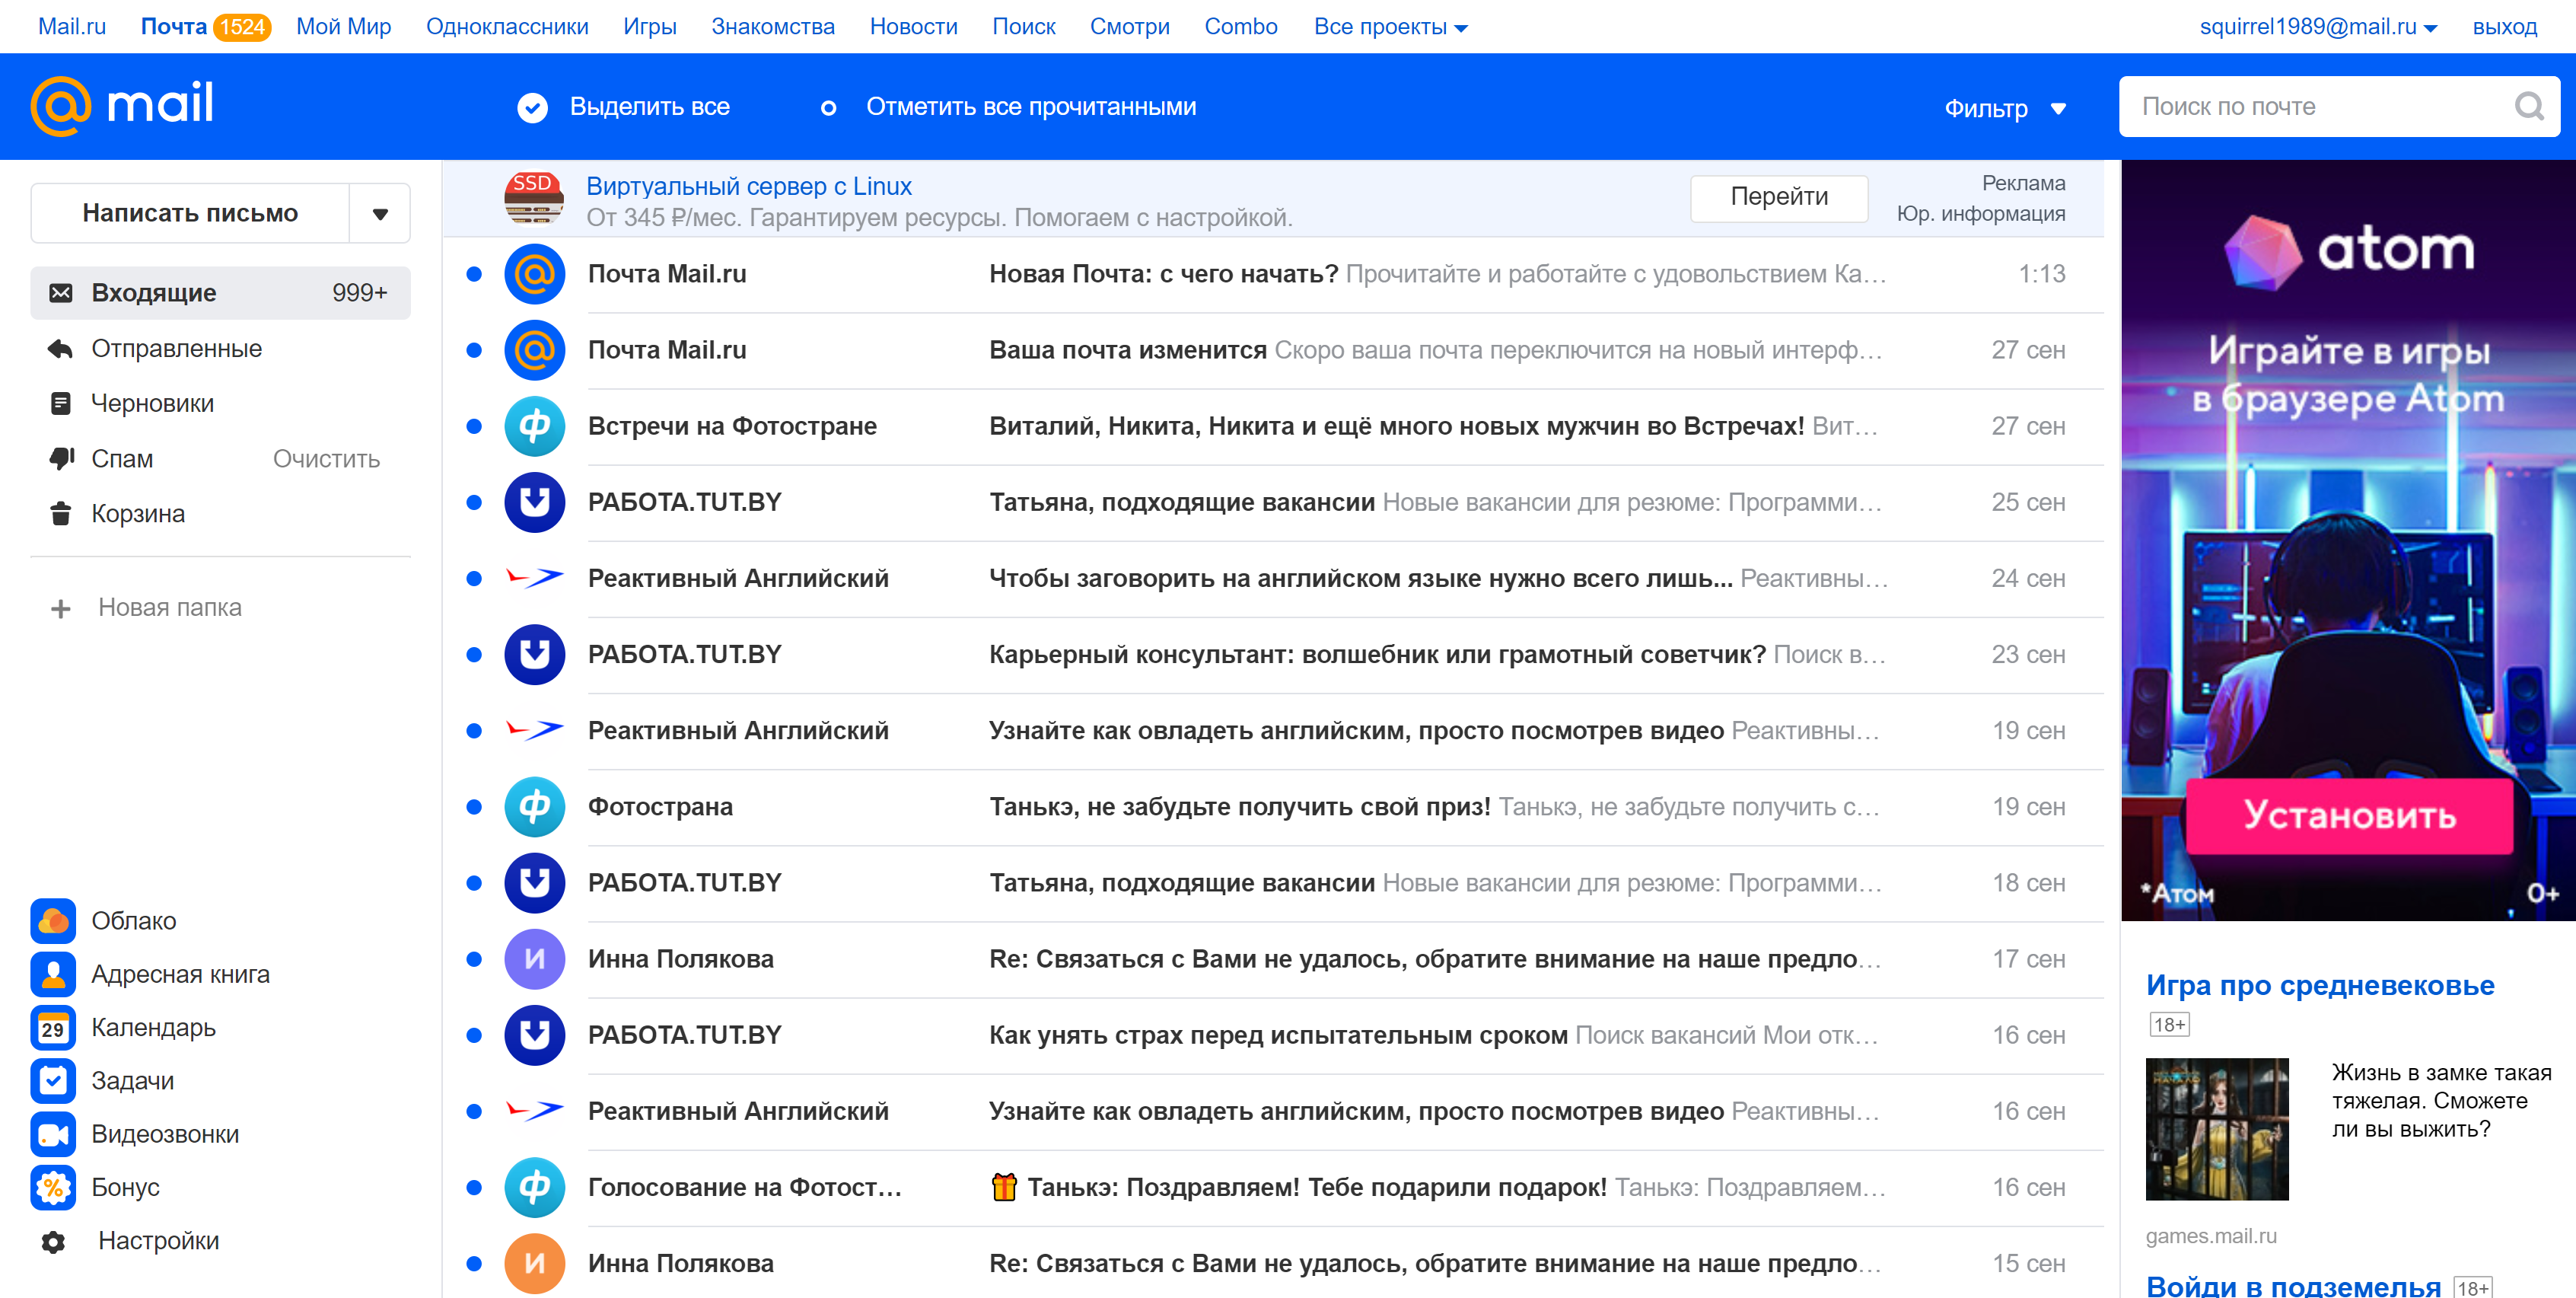 Mail.ru Почта 1524 Мой Мир Одноклассники Игры Знакомства Новости Поиск Смотри Combo Все проекты squirrel1989@mail.ru выход
mail Выделить все Отметить все прочитанными Фильтр Поиск по почте
Написать письмо
Входящие 999+
Отправленные
Черновики
Спам Очистить
Корзина
Новая папка
Облако
Адресная книга
29 Календарь
Задачи
Видеозвонки
Бонус
Настройки
SSD Виртуальный сервер с Linux Перейти Реклама
От 345 ₽/мес. Гарантируем ресурсы. Помогаем с настройкой. Юр. информация
Почта Mail.ru Новая Почта: с чего начать? Прочитайте и работайте с удовольствием Ка… 1:13
Почта Mail.ru Ваша почта изменится Скоро ваша почта переключится на новый интерф… 27 сен
Встречи на Фотостране Виталий, Никита, Никита и ещё много новых мужчин во Встречах! Вит… 27 сен
РАБОТА.TUT.BY Татьяна, подходящие вакансии Новые вакансии для резюме: Программи… 25 сен
Реактивный Английский Чтобы заговорить на английском языке нужно всего лишь... Реактивны… 24 сен
РАБОТА.TUT.BY Карьерный консультант: волшебник или грамотный советчик? Поиск в… 23 сен
Реактивный Английский Узнайте как овладеть английским, просто посмотрев видео Реактивны… 19 сен
Фотострана Танькэ, не забудьте получить свой приз! Танькэ, не забудьте получить с… 19 сен
РАБОТА.TUT.BY Татьяна, подходящие вакансии Новые вакансии для резюме: Программи… 18 сен
И Инна Полякова Re: Связаться с Вами не удалось, обратите внимание на наше предло… 17 сен
РАБОТА.TUT.BY Как унять страх перед испытательным сроком Поиск вакансий Мои отк… 16 сен
Реактивный Английский Узнайте как овладеть английским, просто посмотрев видео Реактивны… 16 сен
Голосование на Фотост… Танькэ: Поздравляем! Тебе подарили подарок! Танькэ: Поздравляем… 16 сен
И Инна Полякова Re: Связаться с Вами не удалось, обратите внимание на наше предло… 15 сен
atom
Играйте в игры
в браузере Atom
Установить
*Атом 0+
Игра про средневековье
18+
Жизнь в замке такая
тяжелая. Сможете
ли вы выжить?
games.mail.ru
Войди в подземелья 18+